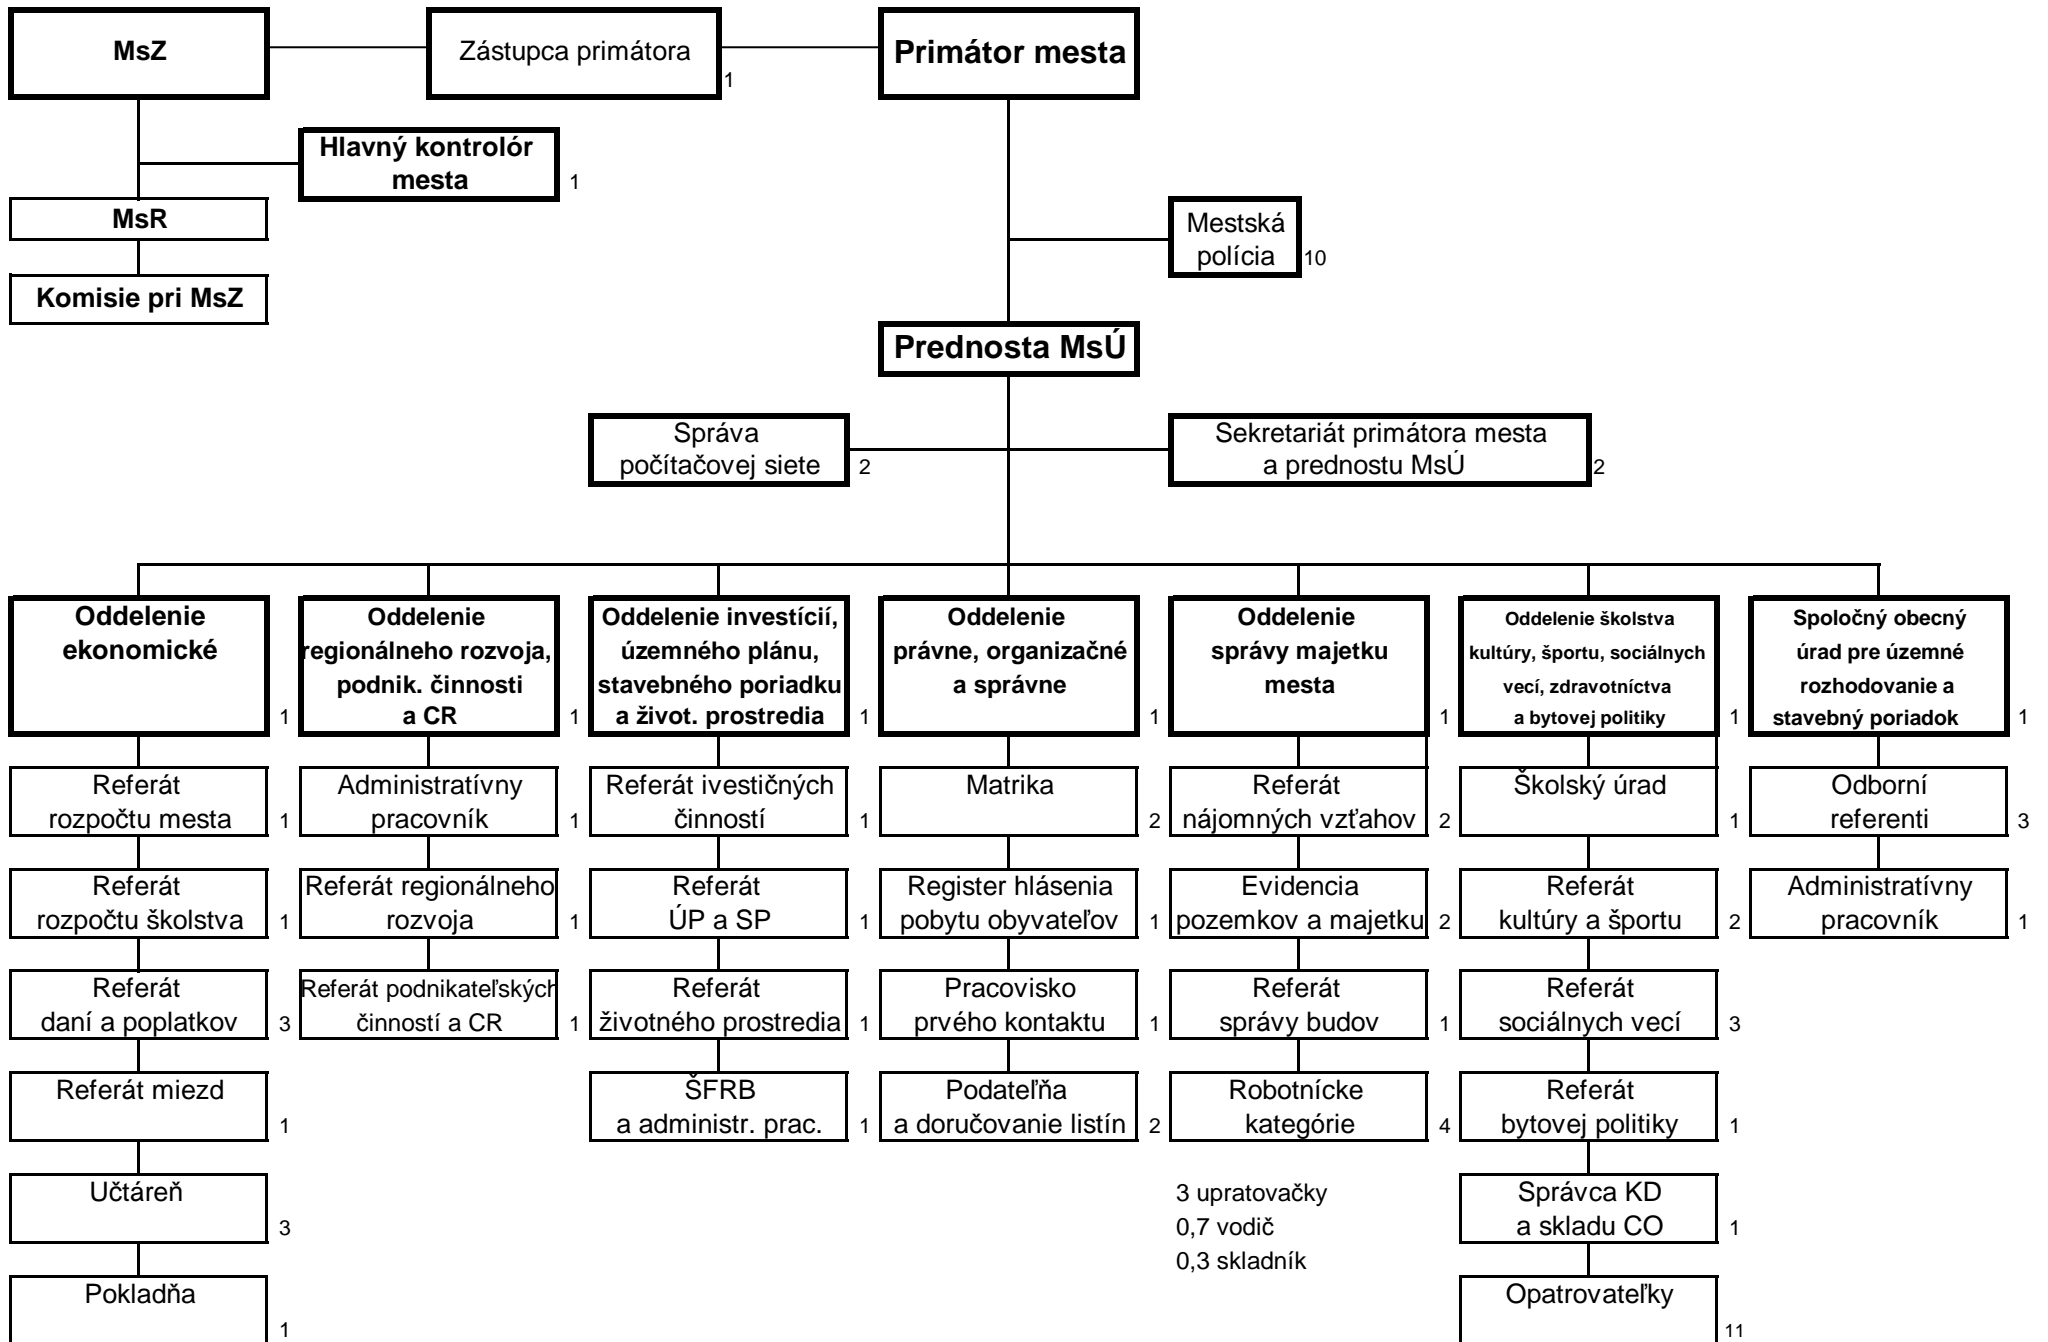 MsZ
Zástupca primátora
1
Primátor mesta
Hlavný kontrolór
mesta
1
MsR
Mestská
polícia
10
Komisie pri MsZ
Prednosta MsÚ
Správa
počítačovej siete
2
Sekretariát primátora mesta
a prednostu MsÚ
2
Oddelenie
ekonomické
1
Oddelenie
regionálneho rozvoja,
podnik. činnosti
a CR
1
Oddelenie investícií,
územného plánu,
stavebného poriadku
a život. prostredia
1
Oddelenie
právne, organizačné
a správne
1
Oddelenie
správy majetku
mesta
1
Oddelenie školstva
kultúry, športu, sociálnych
vecí, zdravotníctva
a bytovej politiky
1
Spoločný obecný
úrad pre územné
rozhodovanie a
stavebný poriadok
1
Referát
rozpočtu mesta
1
Administratívny
pracovník
1
Referát ivestičných
činností
1
Matrika
2
Referát
nájomných vzťahov
2
Školský úrad
1
Odborní
referenti
3
Referát
rozpočtu školstva
1
Referát regionálneho
rozvoja
1
Referát
ÚP a SP
1
Register hlásenia
pobytu obyvateľov
1
Evidencia
pozemkov a majetku
2
Referát
kultúry a športu
2
Administratívny
pracovník
1
Referát
daní a poplatkov
3
Referát podnikateľských
činností a CR
1
Referát
životného prostredia
1
Pracovisko
prvého kontaktu
1
Referát
správy budov
1
Referát
sociálnych vecí
3
Referát miezd
1
ŠFRB
a administr. prac.
1
Podateľňa
a doručovanie listín
2
Robotnícke
kategórie
4
Referát
bytovej politiky
1
Učtáreň
3
3 upratovačky
0,7 vodič
0,3 skladník
Správca KD
a skladu CO
1
Pokladňa
1
Opatrovateľky
11